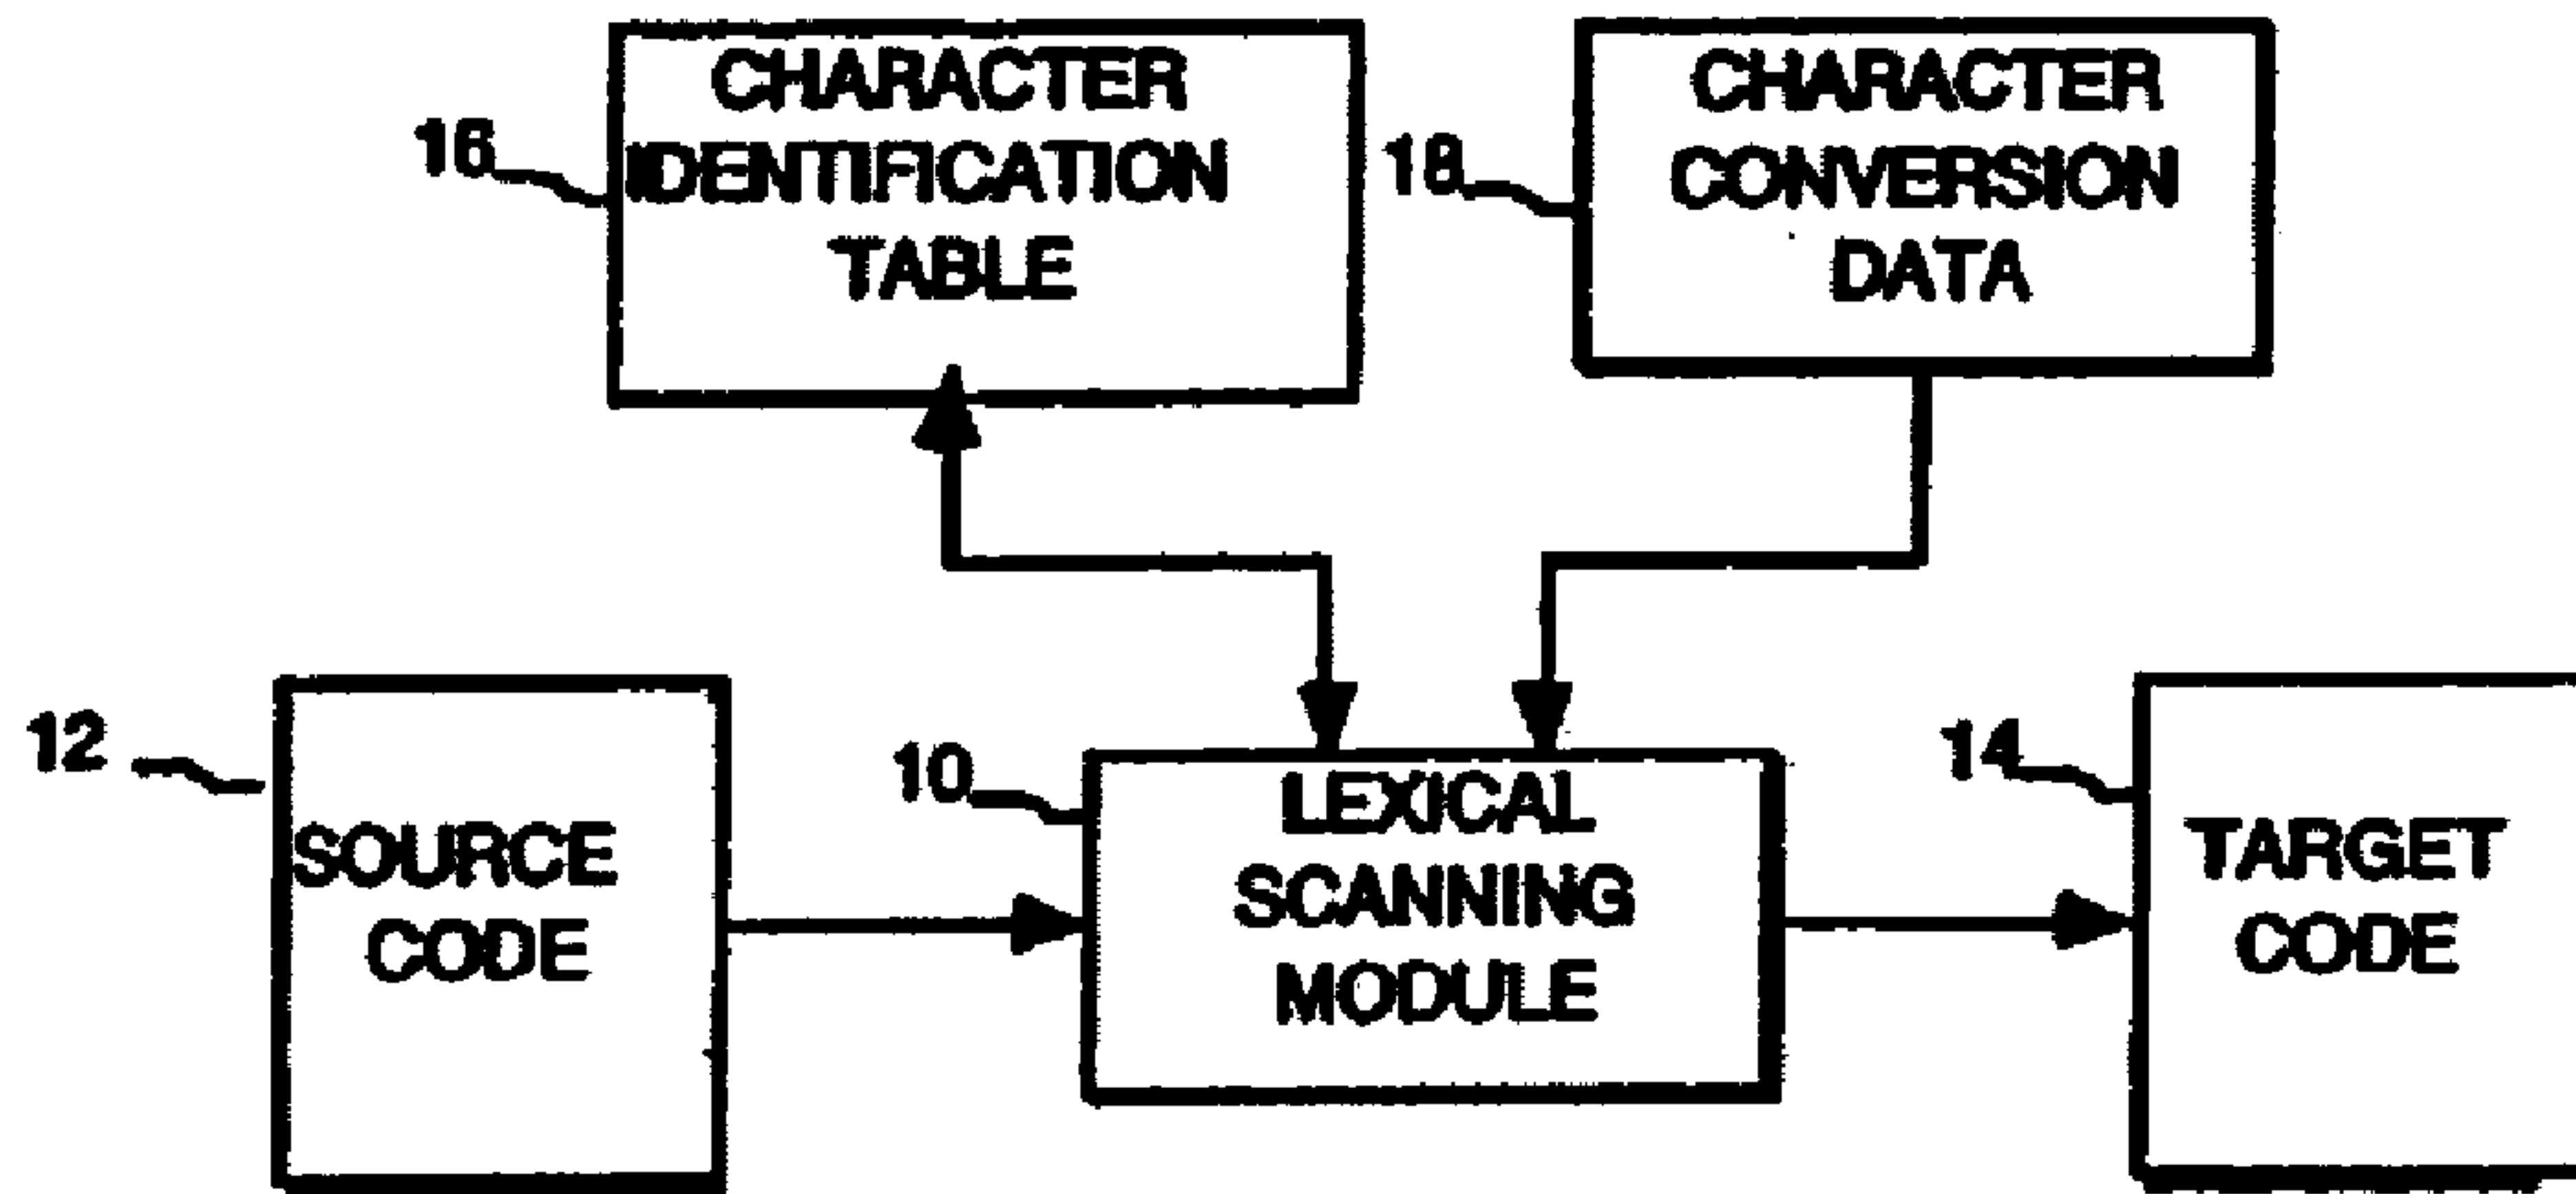 CHARACTER
IDENTIFICATION
TABLE
16
CHARACTER
CONVERSION
DATA
18
12
SOURCE
CODE
10
LEXICAL
SCANNING
MODULE
14
TARGET
CODE